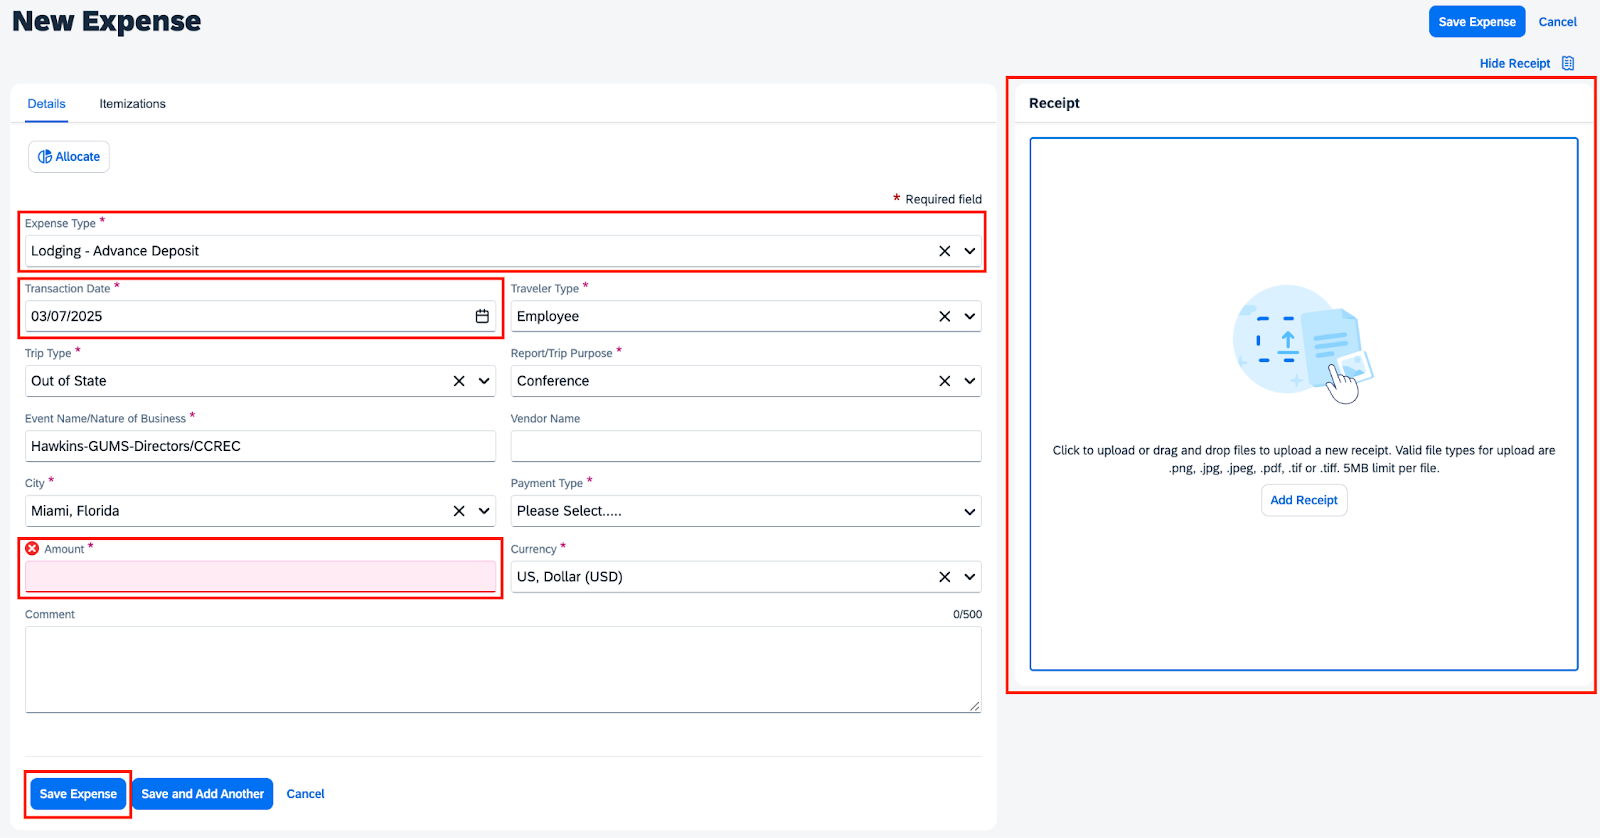 New Expense
Save Expense Cancel
Hide Receipt
Details Itemizations
Allocate
* Required field
Expense Type *
Lodging - Advance Deposit
Transaction Date * Traveler Type *
03/07/2025 Employee
Trip Type * Report/Trip Purpose *
Out of State Conference
Event Name/Nature of Business * Vendor Name
Hawkins-GUMS-Directors/CCREC
City * Payment Type *
Miami, Florida Please Select.....
Amount * Currency *
US, Dollar (USD)
Comment 0/500
Save Expense Save and Add Another Cancel
Receipt
Click to upload or drag and drop files to upload a new receipt. Valid file types for upload are
.png, .jpg, .jpeg, .pdf, .tif or .tiff. 5MB limit per file.
Add Receipt